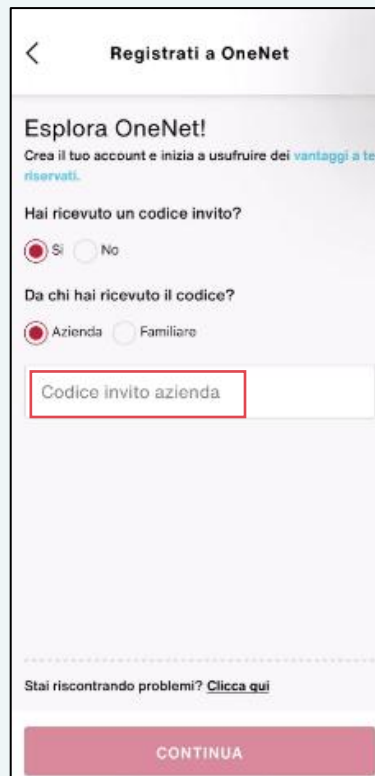 Registrati a OneNet
Esplora OneNet!
Crea il tuo account e inizia a usufruire dei vantaggi a te
riservati.
Hai ricevuto un codice invito?
Si No
Da chi hai ricevuto il codice?
Azienda Familiare
Codice invito azienda
Stai riscontrando problemi? Clicca qui
CONTINUA